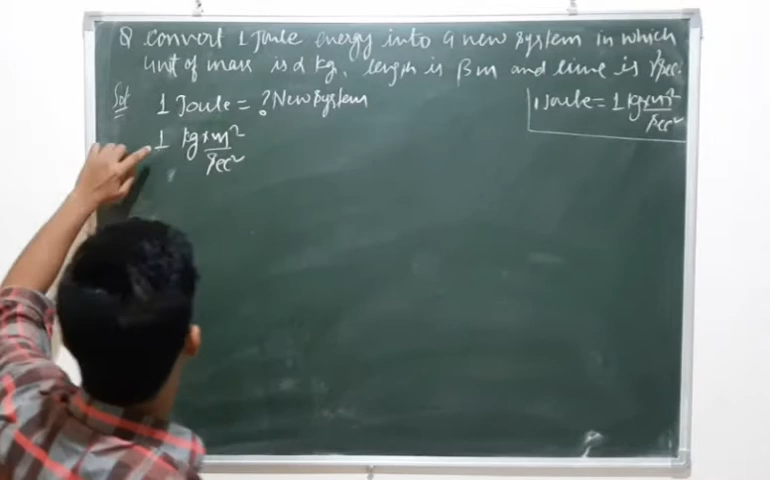 Q convert 1 Joule energy into a new system in which
unit of mass is α kg, length is β m and time is γ sec.
Sol 1 Joule = ? New system
1 kg × m²
sec²
1 Joule = 1 kg × m²
sec²